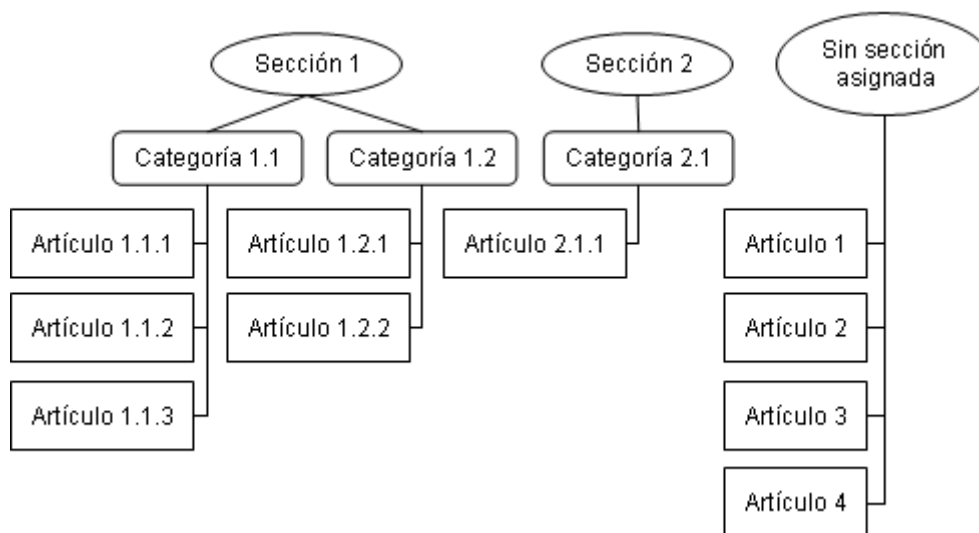 Sección 1
Sección 2
Sin sección
asignada
Categoría 1.1
Categoría 1.2
Categoría 2.1
Artículo 1.1.1
Artículo 1.2.1
Artículo 2.1.1
Artículo 1
Artículo 1.1.2
Artículo 1.2.2
Artículo 2
Artículo 1.1.3
Artículo 3
Artículo 4